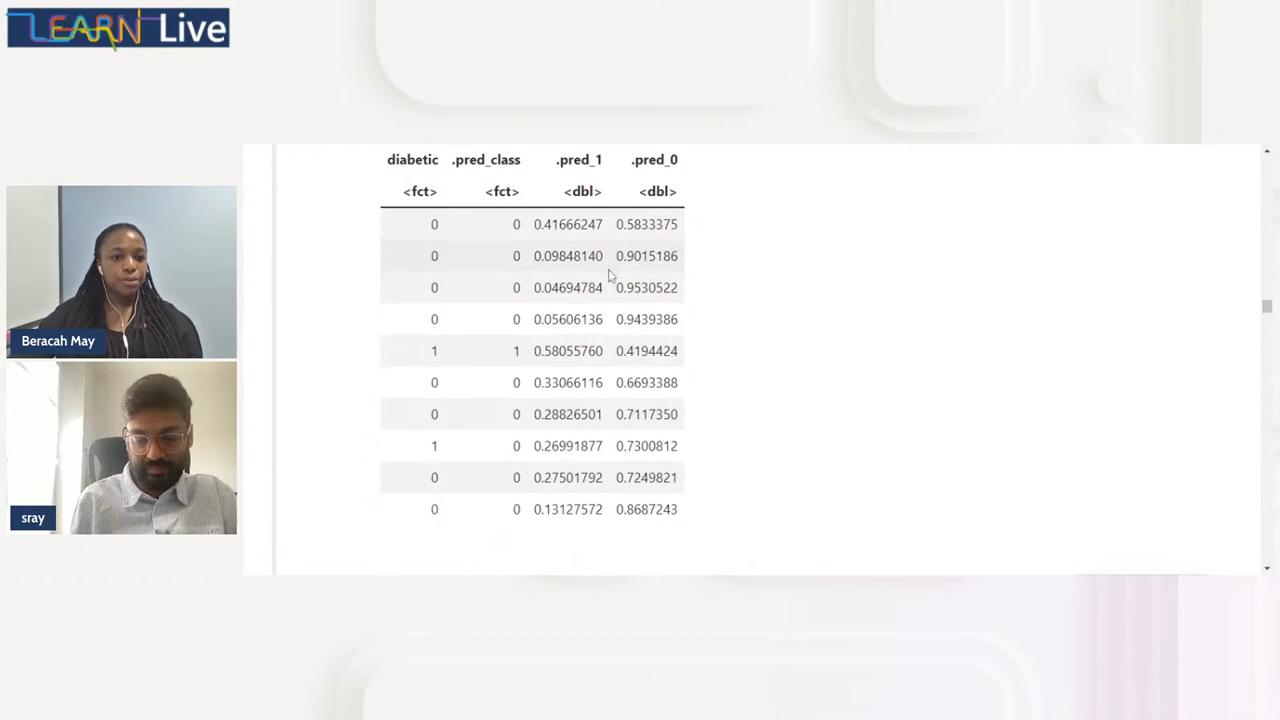 LEARN Live
diabetic .pred_class .pred_1 .pred_0
<fct> <fct> <dbl> <dbl>
0 0 0.41666247 0.5833375
0 0 0.09848140 0.9015186
0 0 0.04694784 0.9530522
0 0 0.05606136 0.9439386
1 1 0.58055760 0.4194424
0 0 0.33066116 0.6693388
0 0 0.28826501 0.7117350
1 0 0.26991877 0.7300812
0 0 0.27501792 0.7249821
0 0 0.13127572 0.8687243
Beracah May
sray